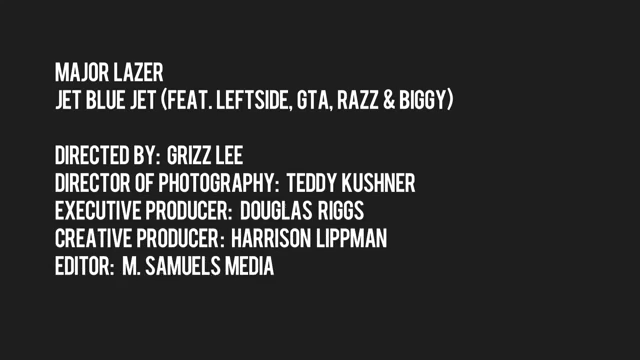 MAJOR LAZER
JET BLUE JET (FEAT. LEFTSIDE, GTA, RAZZ & BIGGY)
DIRECTED BY: GRIZZ LEE
DIRECTOR OF PHOTOGRAPHY: TEDDY KUSHNER
EXECUTIVE PRODUCER: DOUGLAS RIGGS
CREATIVE PRODUCER: HARRISON LIPPMAN
EDITOR: M. SAMUELS MEDIA